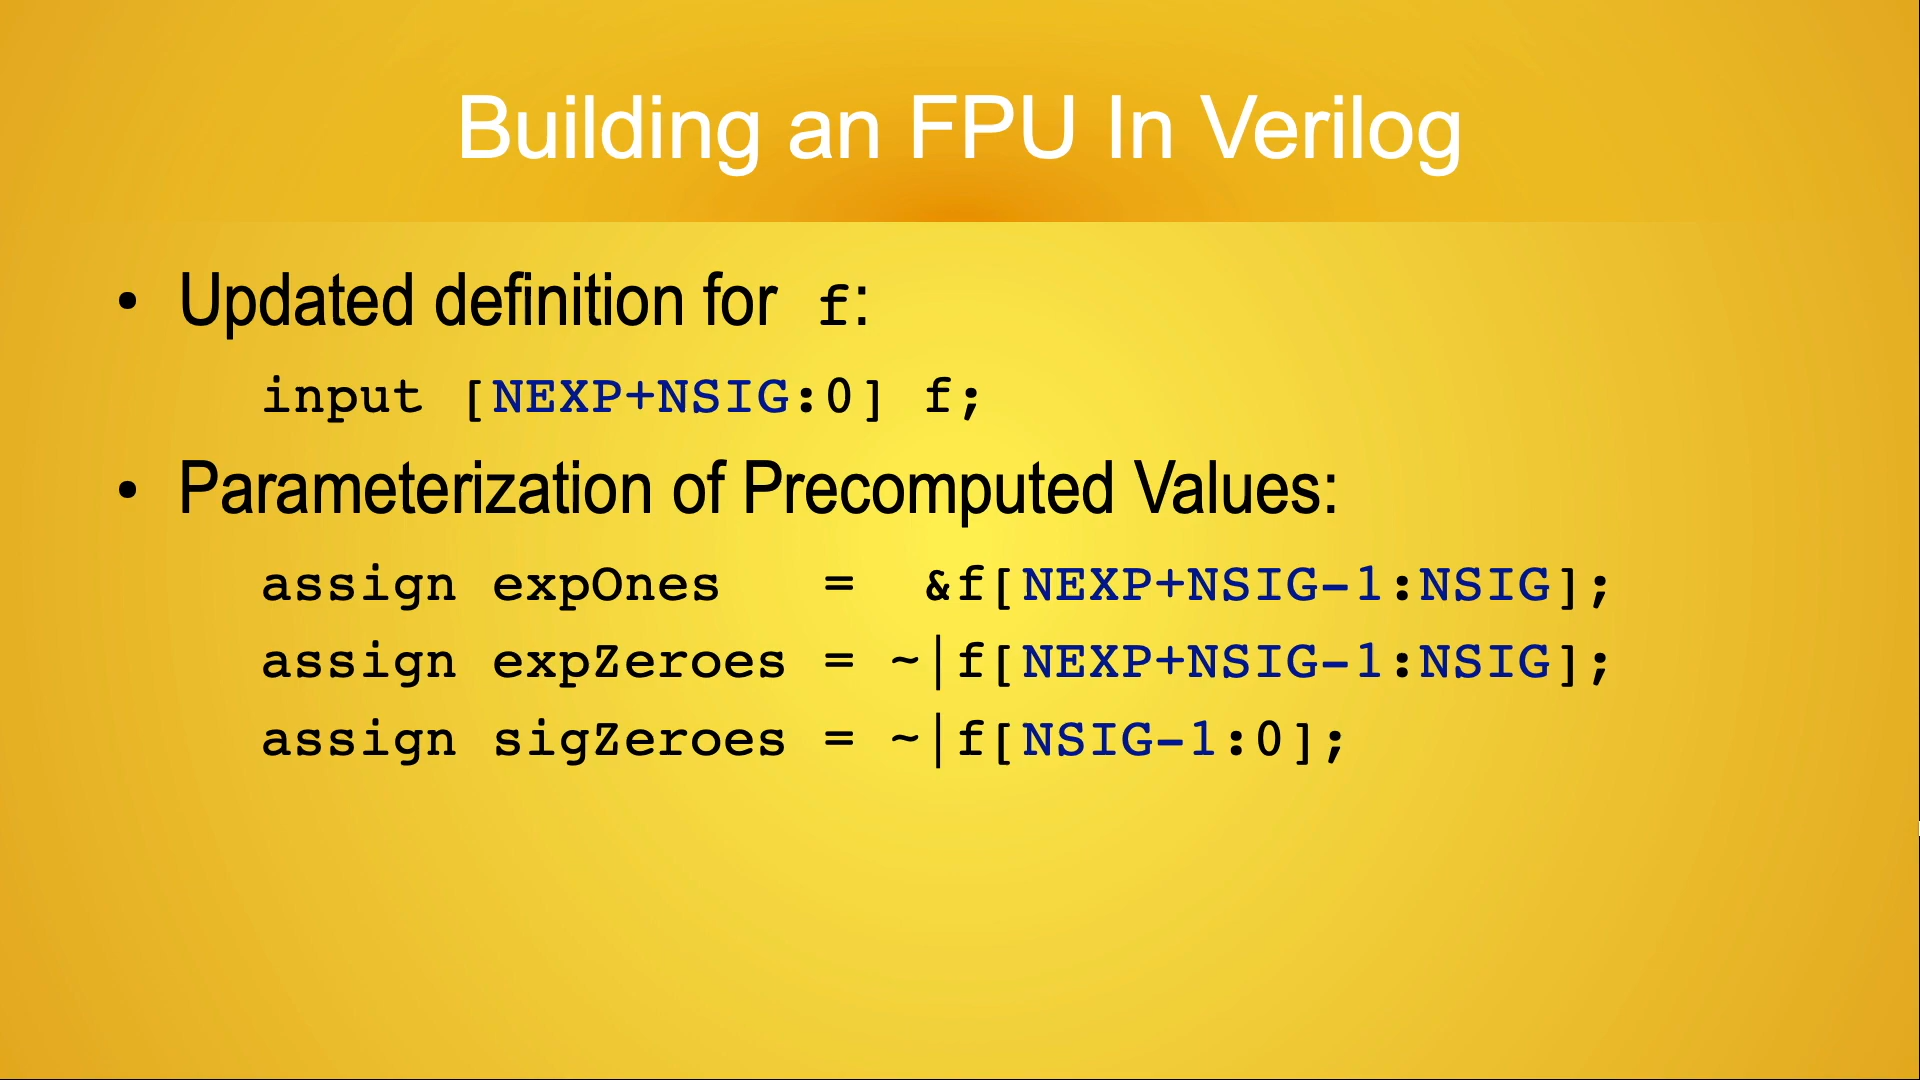 Building an FPU In Verilog
• Updated definition for f:
input [NEXP+NSIG:0] f;
• Parameterization of Precomputed Values:
assign expOnes   =  &f[NEXP+NSIG-1:NSIG];
assign expZeroes = ~|f[NEXP+NSIG-1:NSIG];
assign sigZeroes = ~|f[NSIG-1:0];